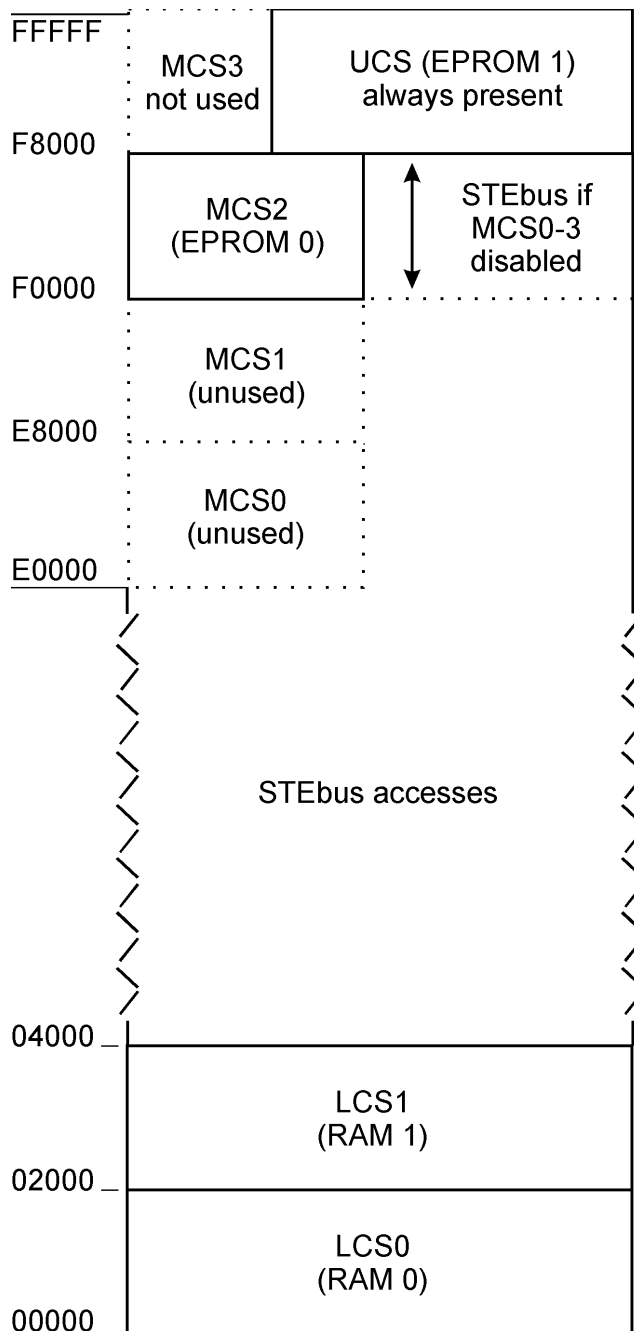 FFFFF
MCS3
not used
UCS (EPROM 1)
always present
F8000
MCS2
(EPROM 0)
STEbus if
MCS0-3
disabled
F0000
MCS1
(unused)
E8000
MCS0
(unused)
E0000
STEbus accesses
04000
LCS1
(RAM 1)
02000
LCS0
(RAM 0)
00000